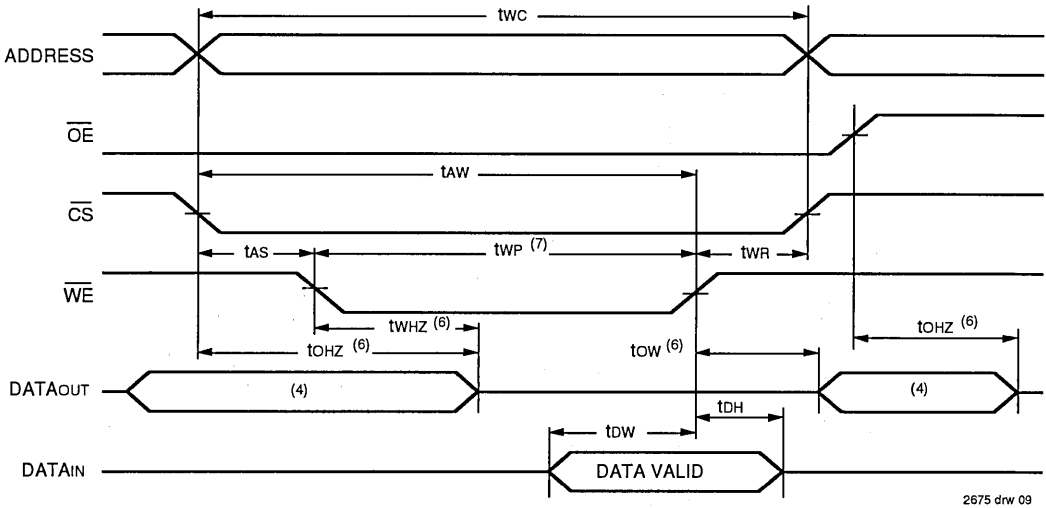 tWC
ADDRESS
OE
tAW
CS
tAS
tWP (7)
tWR
WE
tWHZ (6)
tOHZ (6)
tOW (6)
tOHZ (6)
DATAOUT
(4)
(4)
tDH
tDW
DATAIN
DATA VALID
2675 drw 09